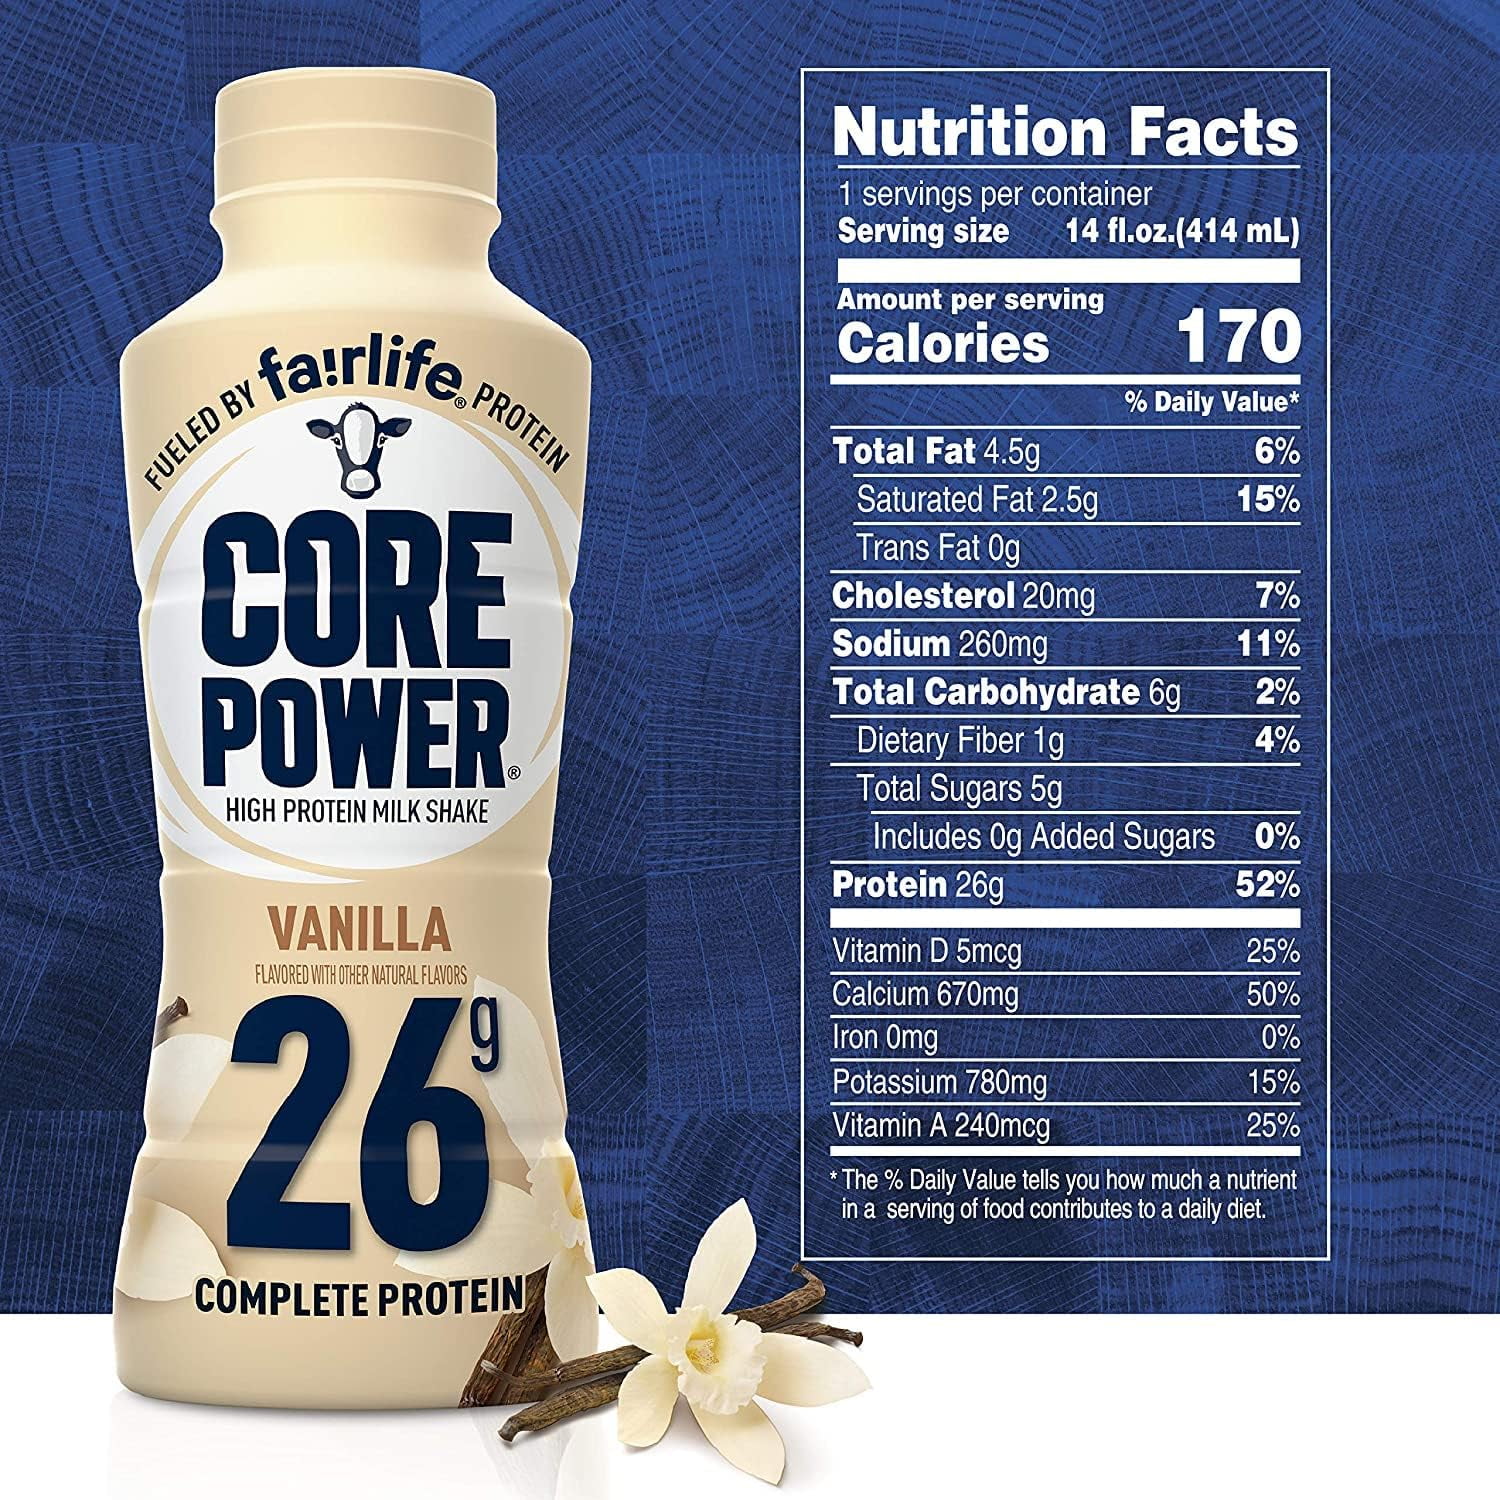 FUELED BY fa!rlife® PROTEIN
CORE
POWER®
HIGH PROTEIN MILK SHAKE
VANILLA
FLAVORED WITH OTHER NATURAL FLAVORS
26g
COMPLETE PROTEIN
Nutrition Facts
1 servings per container
Serving size 14 fl.oz.(414 mL)
Amount per serving
Calories 170
% Daily Value*
Total Fat 4.5g 6%
Saturated Fat 2.5g 15%
Trans Fat 0g
Cholesterol 20mg 7%
Sodium 260mg 11%
Total Carbohydrate 6g 2%
Dietary Fiber 1g 4%
Total Sugars 5g
Includes 0g Added Sugars 0%
Protein 26g 52%
Vitamin D 5mcg 25%
Calcium 670mg 50%
Iron 0mg 0%
Potassium 780mg 15%
Vitamin A 240mcg 25%
* The % Daily Value tells you how much a nutrient
in a serving of food contributes to a daily diet.